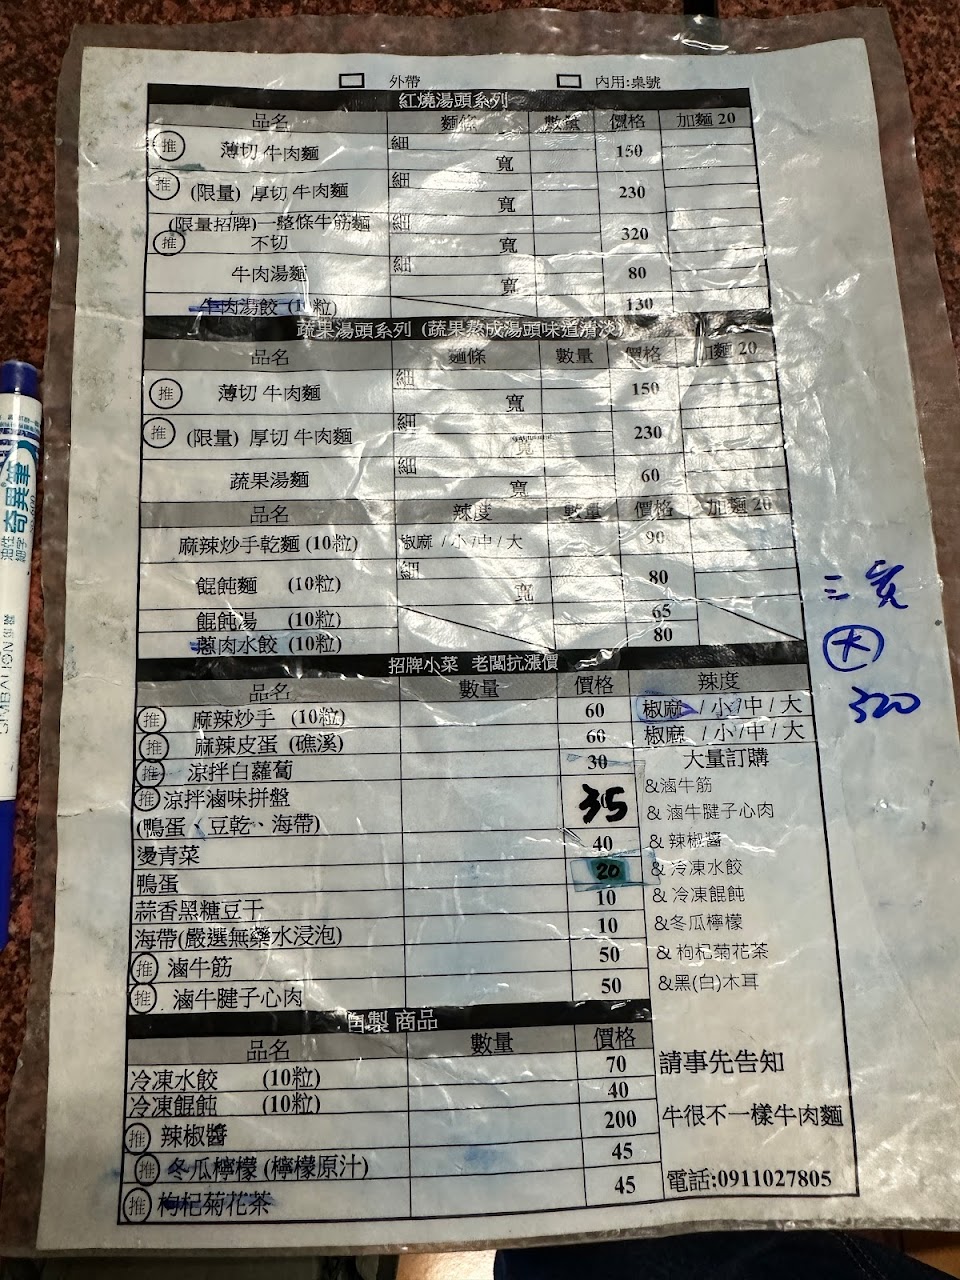 外帶 內用:桌號
紅燒湯頭系列
品名 麵條 數量 價格 加麵 20
推 薄切 牛肉麵 細 寬 150
推 (限量) 厚切 牛肉麵 細 寬 230
(限量招牌) 一整條牛筋麵 細 寬 320
推 不切
牛肉湯麵 細 寬 80
牛肉湯餃 (10粒) 130
蔬果湯頭系列 (蔬果熬成湯頭味道清淡)
品名 麵條 數量 價格 加麵 20
推 薄切 牛肉麵 細 寬 150
推 (限量) 厚切 牛肉麵 細 寬 230
蔬果湯麵 細 寬 60
品名 辣度 數量 價格 加麵 20
麻辣炒手乾麵 (10粒) 椒麻 / 小 / 中 / 大 90
餛飩麵 (10粒) 細 寬 80
餛飩湯 (10粒) 65
蔥肉水餃 (10粒) 80
三寬
大
320
招牌小菜 老闆抗漲價
品名 數量 價格 辣度
推 麻辣炒手 (10粒) 60 椒麻 / 小 / 中 / 大
推 麻辣皮蛋 (礁溪) 60 椒麻 / 小 / 中 / 大
推 涼拌白蘿蔔 30 大量訂購
推 涼拌滷味拼盤 35 &滷牛筋
(鴨蛋、豆乾、海帶) & 滷牛腱子心肉
燙青菜 40 & 辣椒醬
鴨蛋 20 & 冷凍水餃
蒜香黑糖豆干 10 & 冷凍餛飩
海帶(嚴選無藥水浸泡) 10 &冬瓜檸檬
推 滷牛筋 50 & 枸杞菊花茶
推 滷牛腱子心肉 50 &黑(白)木耳
自製 商品
品名 數量 價格
冷凍水餃 (10粒) 70 請事先告知
冷凍餛飩 (10粒) 40
推 辣椒醬 200 牛很不一樣牛肉麵
推 冬瓜檸檬 (檸檬原汁) 45
推 枸杞菊花茶 45 電話:0911027805
奇異筆
油性
細字